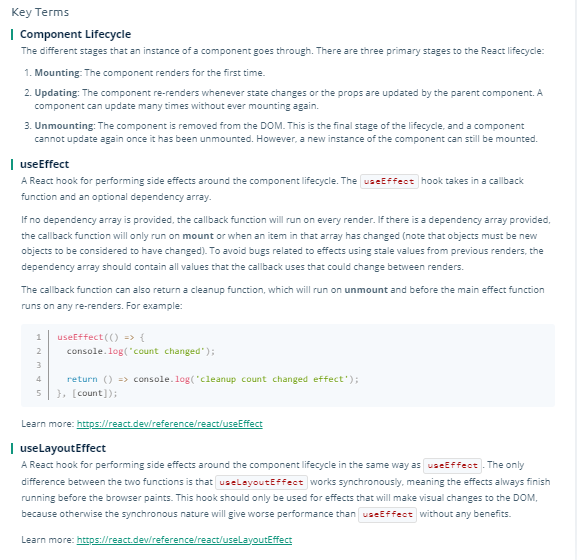 Key Terms
Component Lifecycle
The different stages that an instance of a component goes through. There are three primary stages to the React lifecycle:
1. Mounting: The component renders for the first time.
2. Updating: The component re-renders whenever state changes or the props are updated by the parent component. A
component can update many times without ever mounting again.
3. Unmounting: The component is removed from the DOM. This is the final stage of the lifecycle, and a component
cannot update again once it has been unmounted. However, a new instance of the component can still be mounted.
useEffect
A React hook for performing side effects around the component lifecycle. The useEffect hook takes in a callback
function and an optional dependency array.
If no dependency array is provided, the callback function will run on every render. If there is a dependency array provided,
the callback function will only run on mount or when an item in that array has changed (note that objects must be new
objects to be considered to have changed). To avoid bugs related to effects using stale values from previous renders, the
dependency array should contain all values that the callback uses that could change between renders.
The callback function can also return a cleanup function, which will run on unmount and before the main effect function
runs on any re-renders. For example:
1 useEffect(() => {
2 console.log('count changed');
3
4 return () => console.log('cleanup count changed effect');
5 }, [count]);
Learn more: https://react.dev/reference/react/useEffect
useLayoutEffect
A React hook for performing side effects around the component lifecycle in the same way as useEffect. The only
difference between the two functions is that useLayoutEffect works synchronously, meaning the effects always finish
running before the browser paints. This hook should only be used for effects that will make visual changes to the DOM,
because otherwise the synchronous nature will give worse performance than useEffect without any benefits.
Learn more: https://react.dev/reference/react/useLayoutEffect